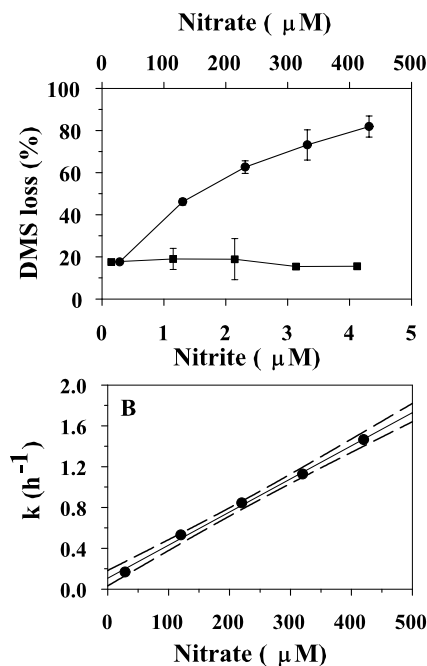 Nitrate ( μM)
0 100 200 300 400 500
DMS loss (%)
100
80
60
40
20
0
0 1 2 3 4 5
Nitrite ( μM)
B
k (h⁻¹)
2.0
1.6
1.2
0.8
0.4
0.0
0 100 200 300 400 500
Nitrate ( μM)